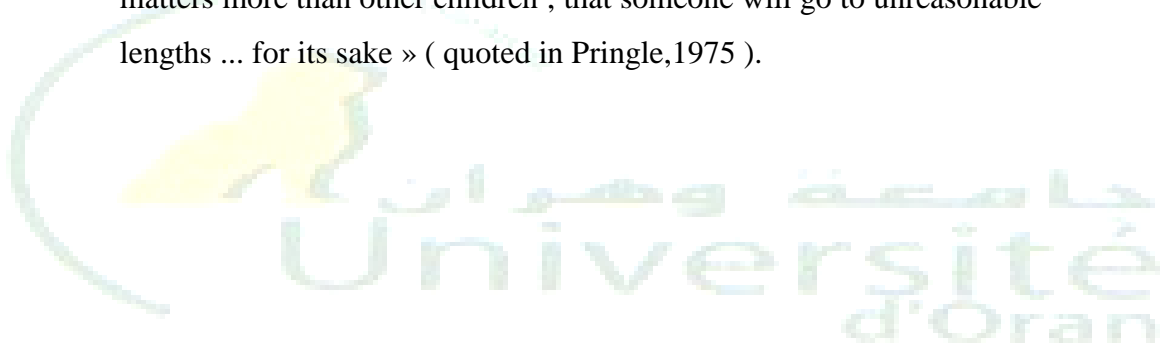 matters more than other children , that someone will go to unreasonable
lengths ... for its sake » ( quoted in Pringle,1975 ).
جامعة وهران
Université
d'Oran